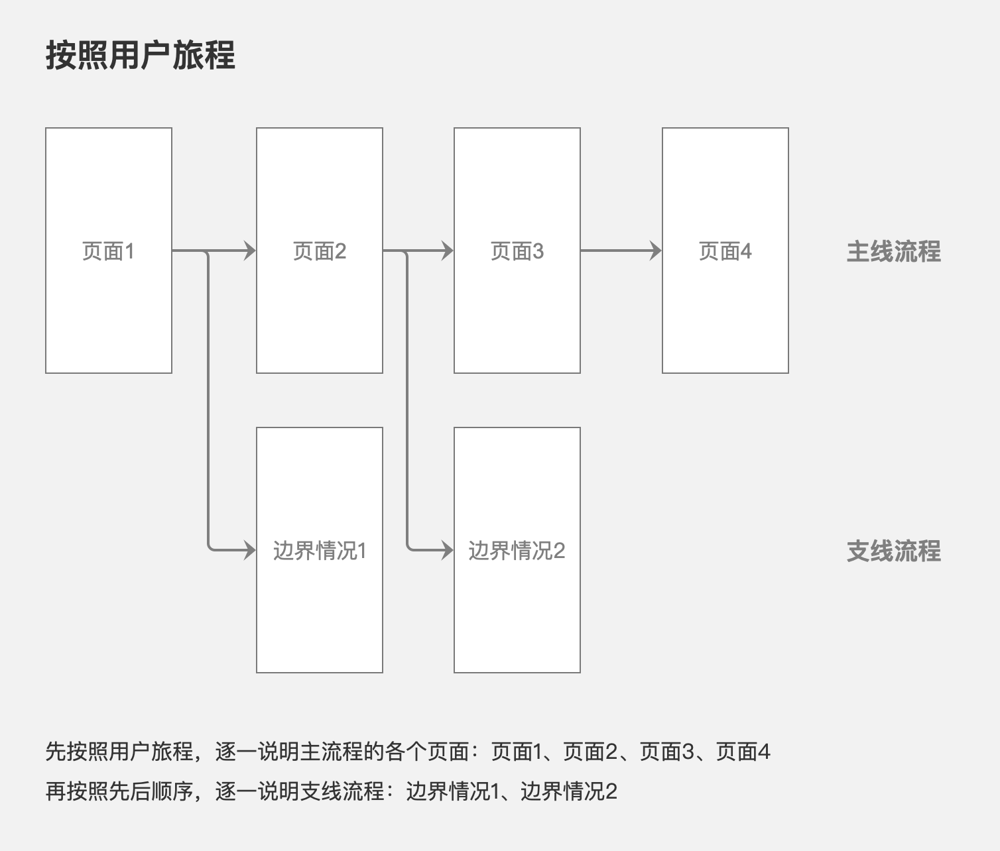 按照用户旅程
页面1
页面2
页面3
页面4
主线流程
边界情况1
边界情况2
支线流程
先按照用户旅程，逐一说明主流程的各个页面：页面1、页面2、页面3、页面4
再按照先后顺序，逐一说明支线流程：边界情况1、边界情况2